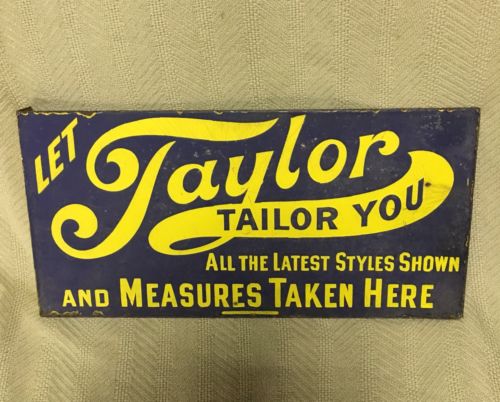 LET
Taylor
TAILOR YOU
ALL THE LATEST STYLES SHOWN
AND MEASURES TAKEN HERE